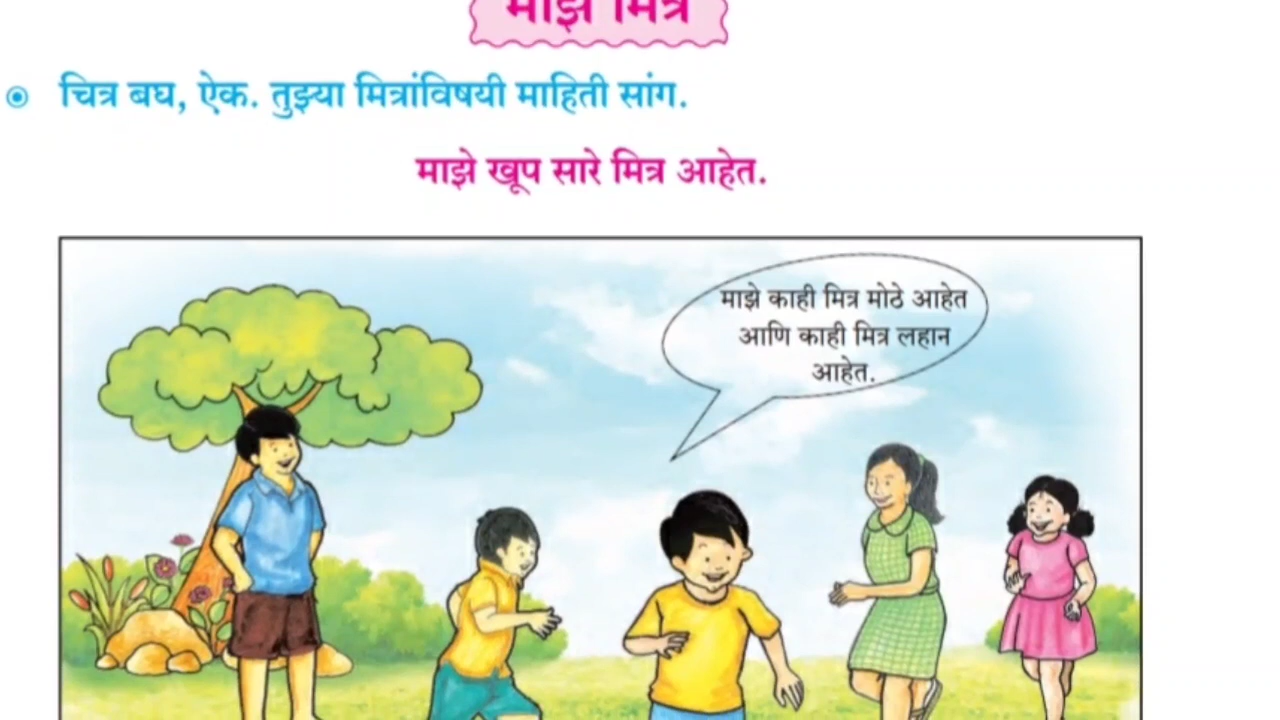 माझे मित्र
चित्र बघ, ऐक. तुझ्या मित्रांविषयी माहिती सांग.
माझे खूप सारे मित्र आहेत.
माझे काही मित्र मोठे आहेत
आणि काही मित्र लहान
आहेत.